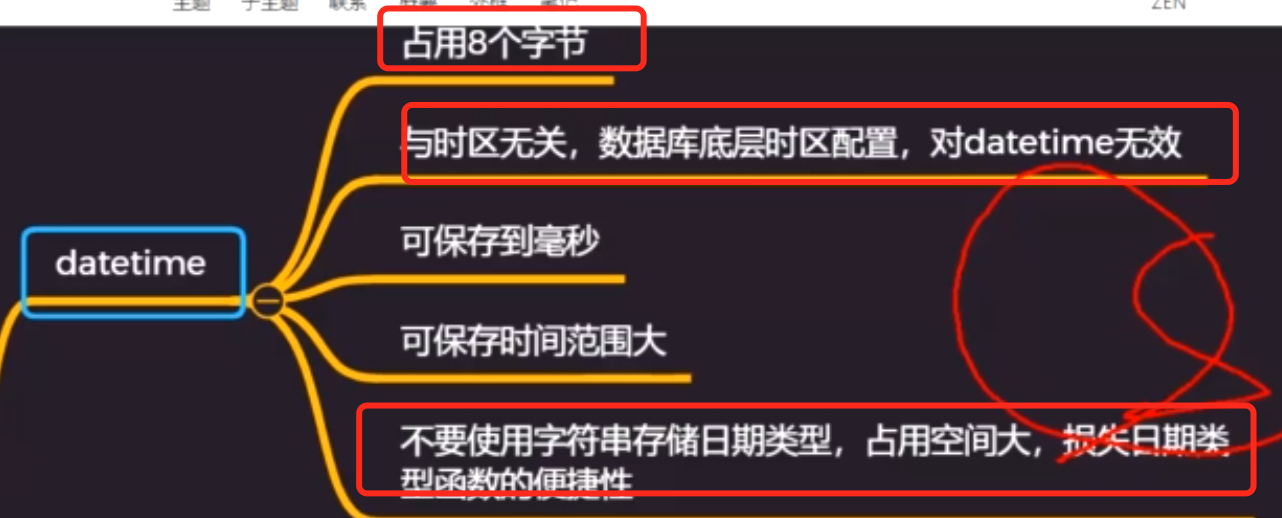 主题 子主题 联系 概要 外框 笔记 ZEN
占用8个字节
与时区无关，数据库底层时区配置，对datetime无效
datetime
可保存到毫秒
可保存时间范围大
不要使用字符串存储日期类型，占用空间大，损失日期类
型函数的便捷性